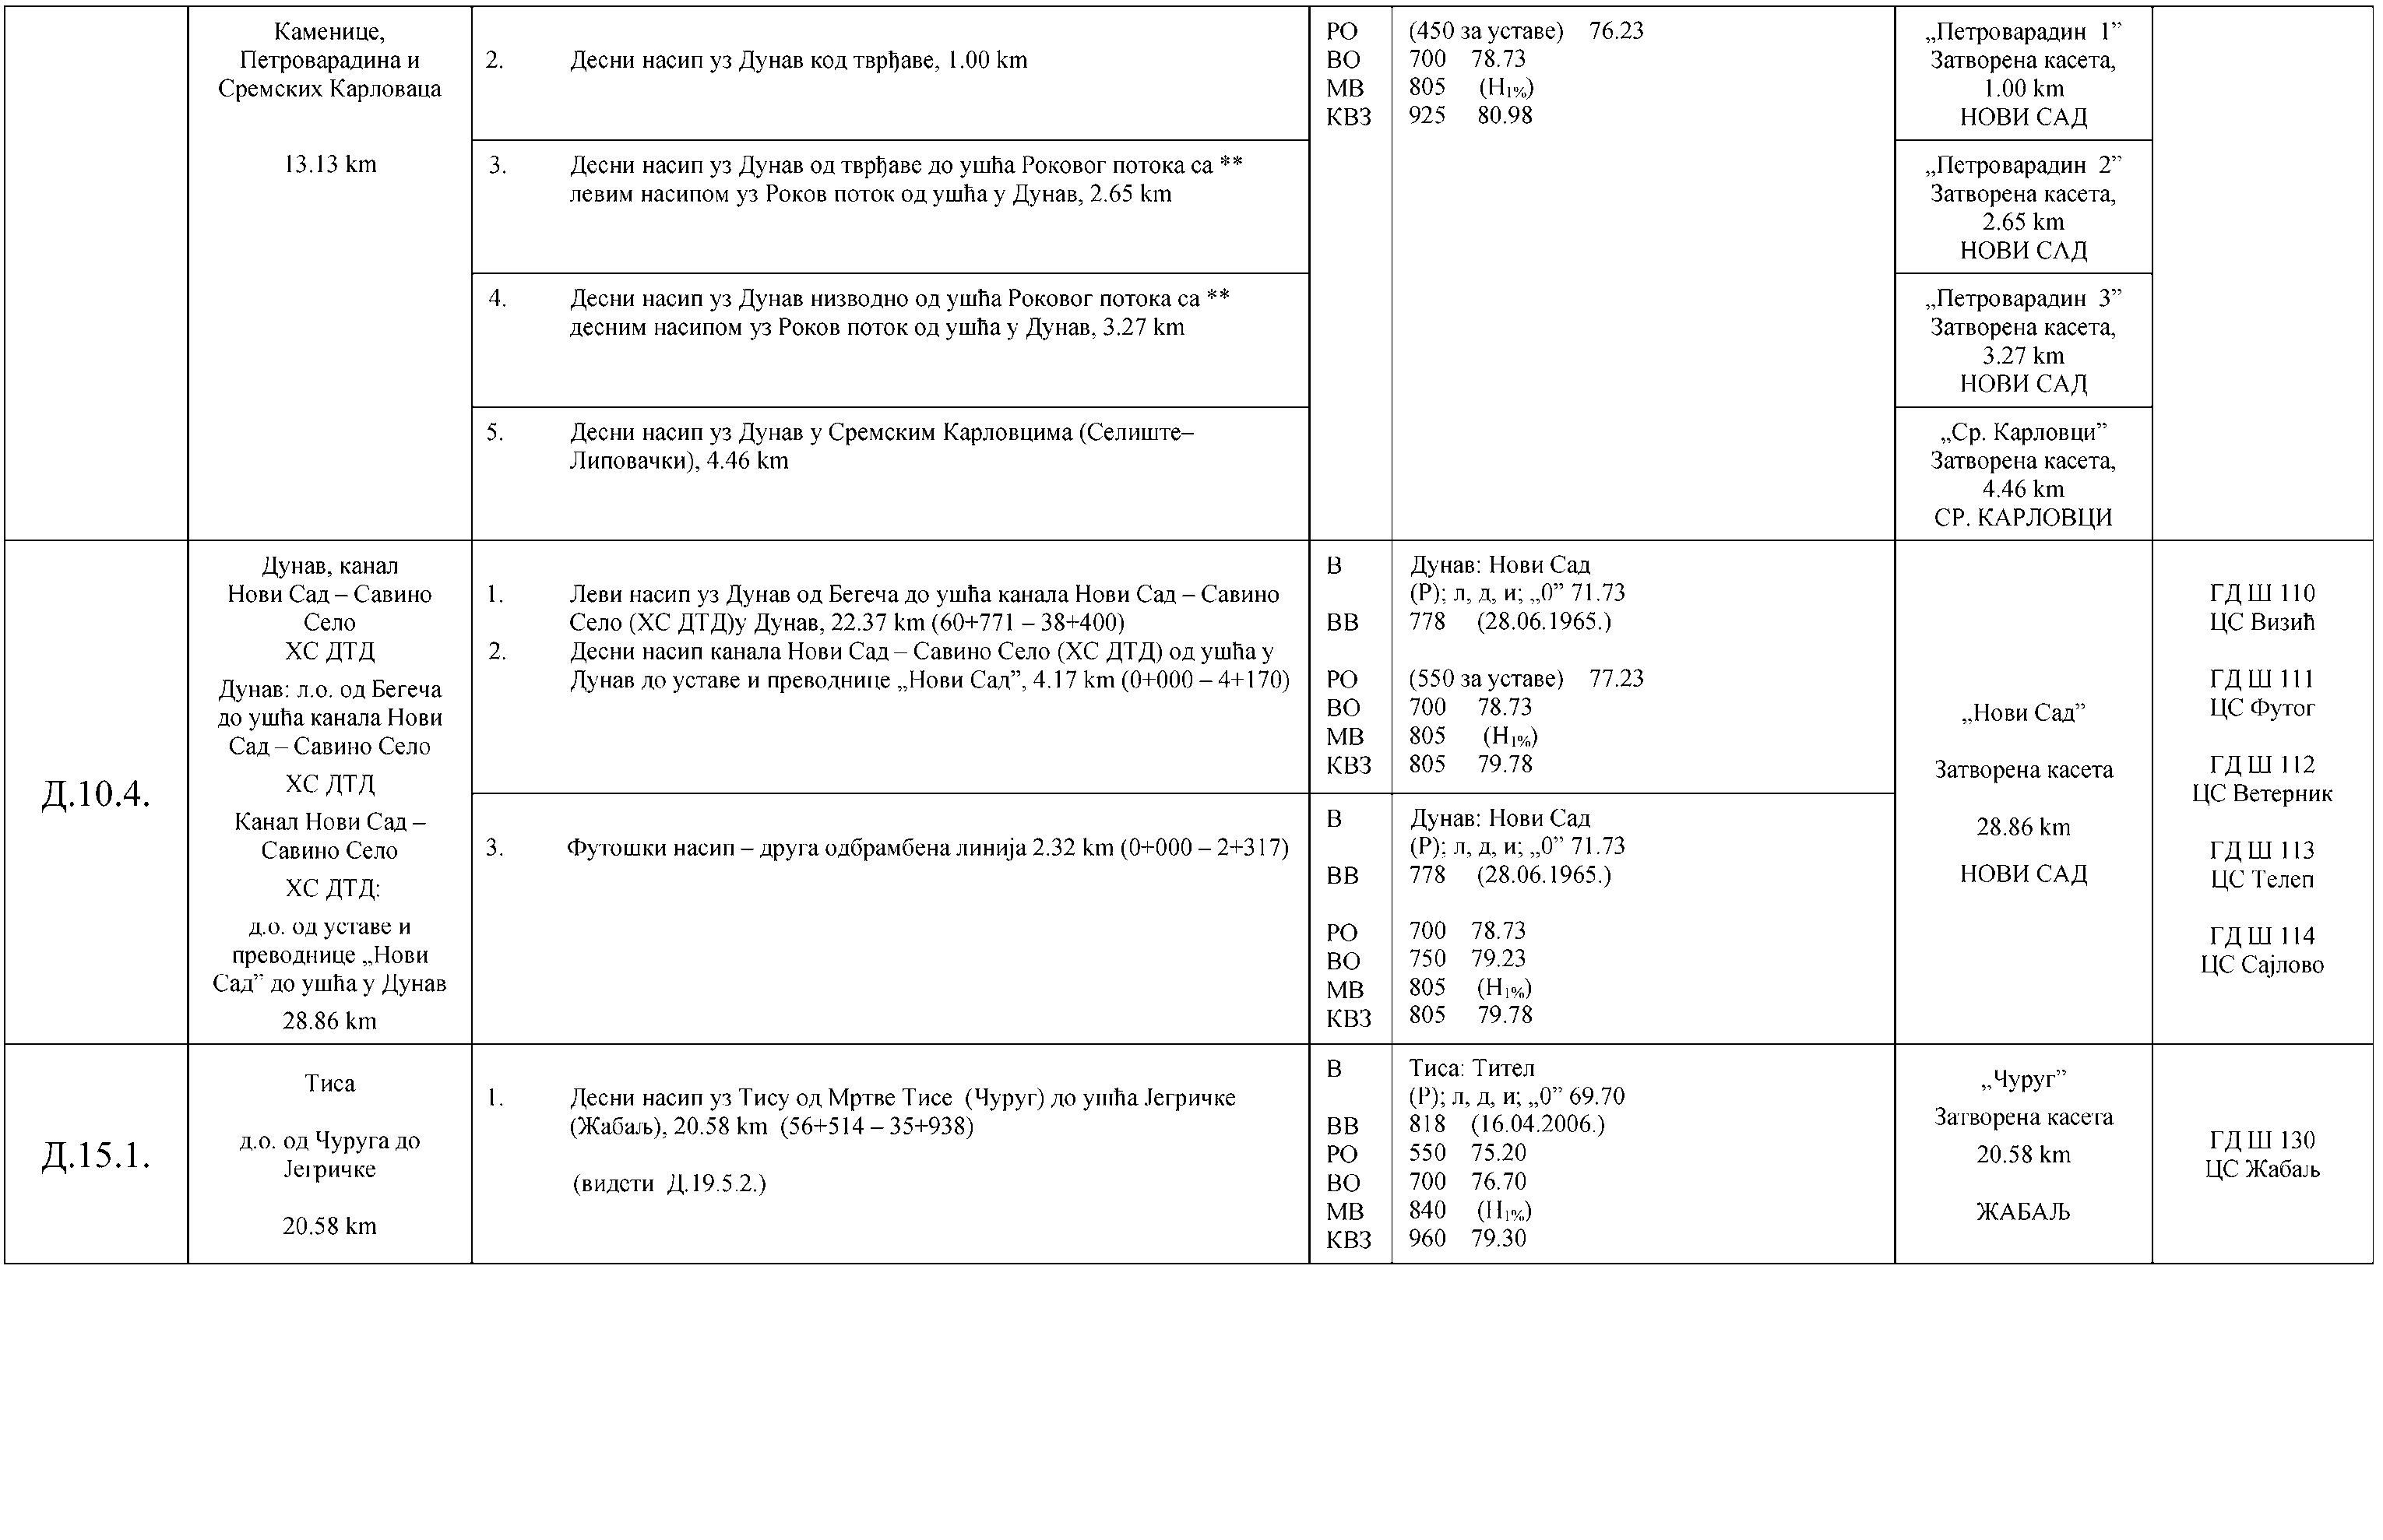 Каменице,
Петроварадина и
Сремских Карловаца
13.13 km
2. Десни насип уз Дунав код тврђаве, 1.00 km
РО (450 за уставе) 76.23
ВО 700 78.73
МВ 805 (H1%)
КВЗ 925 80.98
„Петроварадин 1”
Затворена касета,
1.00 km
НОВИ САД
3. Десни насип уз Дунав од тврђаве до ушћа Роковог потока са **
левим насипом уз Роков поток од ушћа у Дунав, 2.65 km
„Петроварадин 2”
Затворена касета,
2.65 km
НОВИ САД
4. Десни насип уз Дунав низводно од ушћа Роковог потока са **
десним насипом уз Роков поток од ушћа у Дунав, 3.27 km
„Петроварадин 3”
Затворена касета,
3.27 km
НОВИ САД
5. Десни насип уз Дунав у Сремским Карловцима (Селиште–
Липовачки), 4.46 km
„Ср. Карловци”
Затворена касета,
4.46 km
СР. КАРЛОВЦИ
Д.10.4.
Дунав, канал
Нови Сад – Савино
Село
ХС ДТД
Дунав: л.о. од Бегеча
до ушћа канала Нови
Сад – Савино Село
ХС ДТД
Канал Нови Сад –
Савино Село
ХС ДТД:
д.о. од уставе и
преводнице „Нови
Сад” до ушћа у Дунав
28.86 km
1. Леви насип уз Дунав од Бегеча до ушћа канала Нови Сад – Савино
Село (ХС ДТД)у Дунав, 22.37 km (60+771 – 38+400)
2. Десни насип канала Нови Сад – Савино Село (ХС ДТД) од ушћа у
Дунав до уставе и преводнице „Нови Сад”, 4.17 km (0+000 – 4+170)
В Дунав: Нови Сад
(Р); л, д, и; „0” 71.73
ВВ 778 (28.06.1965.)
РО (550 за уставе) 77.23
ВО 700 78.73
МВ 805 (H1%)
КВЗ 805 79.78
3. Футошки насип – друга одбрамбена линија 2.32 km (0+000 – 2+317)
В Дунав: Нови Сад
(Р); л, д, и; „0” 71.73
ВВ 778 (28.06.1965.)
РО 700 78.73
ВО 750 79.23
МВ 805 (H1%)
КВЗ 805 79.78
„Нови Сад”
Затворена касета
28.86 km
НОВИ САД
ГД Ш 110
ЦС Визић
ГД Ш 111
ЦС Футог
ГД Ш 112
ЦС Ветерник
ГД Ш 113
ЦС Телеп
ГД Ш 114
ЦС Сајлово
Д.15.1.
Тиса
д.о. од Чуруга до
Јегричке
20.58 km
1. Десни насип уз Тису од Мртве Тисе (Чуруг) до ушћа Јегричке
(Жабаљ), 20.58 km (56+514 – 35+938)
(видети Д.19.5.2.)
В Тиса: Тител
(Р); л, д, и; „0” 69.70
ВВ 818 (16.04.2006.)
РО 550 75.20
ВО 700 76.70
МВ 840 (H1%)
КВЗ 960 79.30
„Чуруг”
Затворена касета
20.58 km
ЖАБАЉ
ГД Ш 130
ЦС Жабаљ